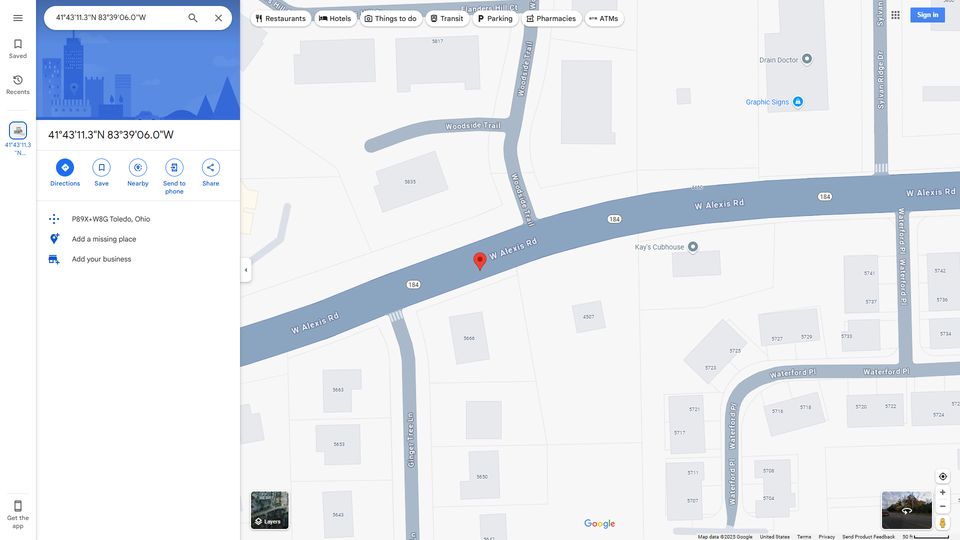 41°43'11.3"N 83°39'06.0"W
Restaurants
Hotels
Things to do
Transit
Parking
Pharmacies
ATMs
Sign in
Saved
Recents
41°43'11.3
"N...
41°43'11.3"N 83°39'06.0"W
Directions
Save
Nearby
Send to
phone
Share
P89X+W8G Toledo, Ohio
Add a missing place
Add your business
Get the
app
Flanders Hill Ct
5817
Woodside Trail
Woodside Trail
Woodside Trail
5835
Drain Doctor
Graphic Signs
Sylvan Ridge Dr
W Alexis Rd
W Alexis Rd
W Alexis Rd
W Alexis Rd
184
184
184
Kay's Cubhouse
4507
5666
5663
5653
5650
5643
Ginger Tree Ln
Waterford Pl
Waterford Pl
5741
5737
5742
5736
5727
5729
5733
5734
5725
5723
Waterford Pl
Waterford Pl
5721
5717
Waterford Pl
Waterford Pl
5716
5718
5720
5722
5724
5711
5707
5708
5704
Layers
Google
Map data ©2025 Google
United States
Terms
Privacy
Send Product Feedback
50 ft